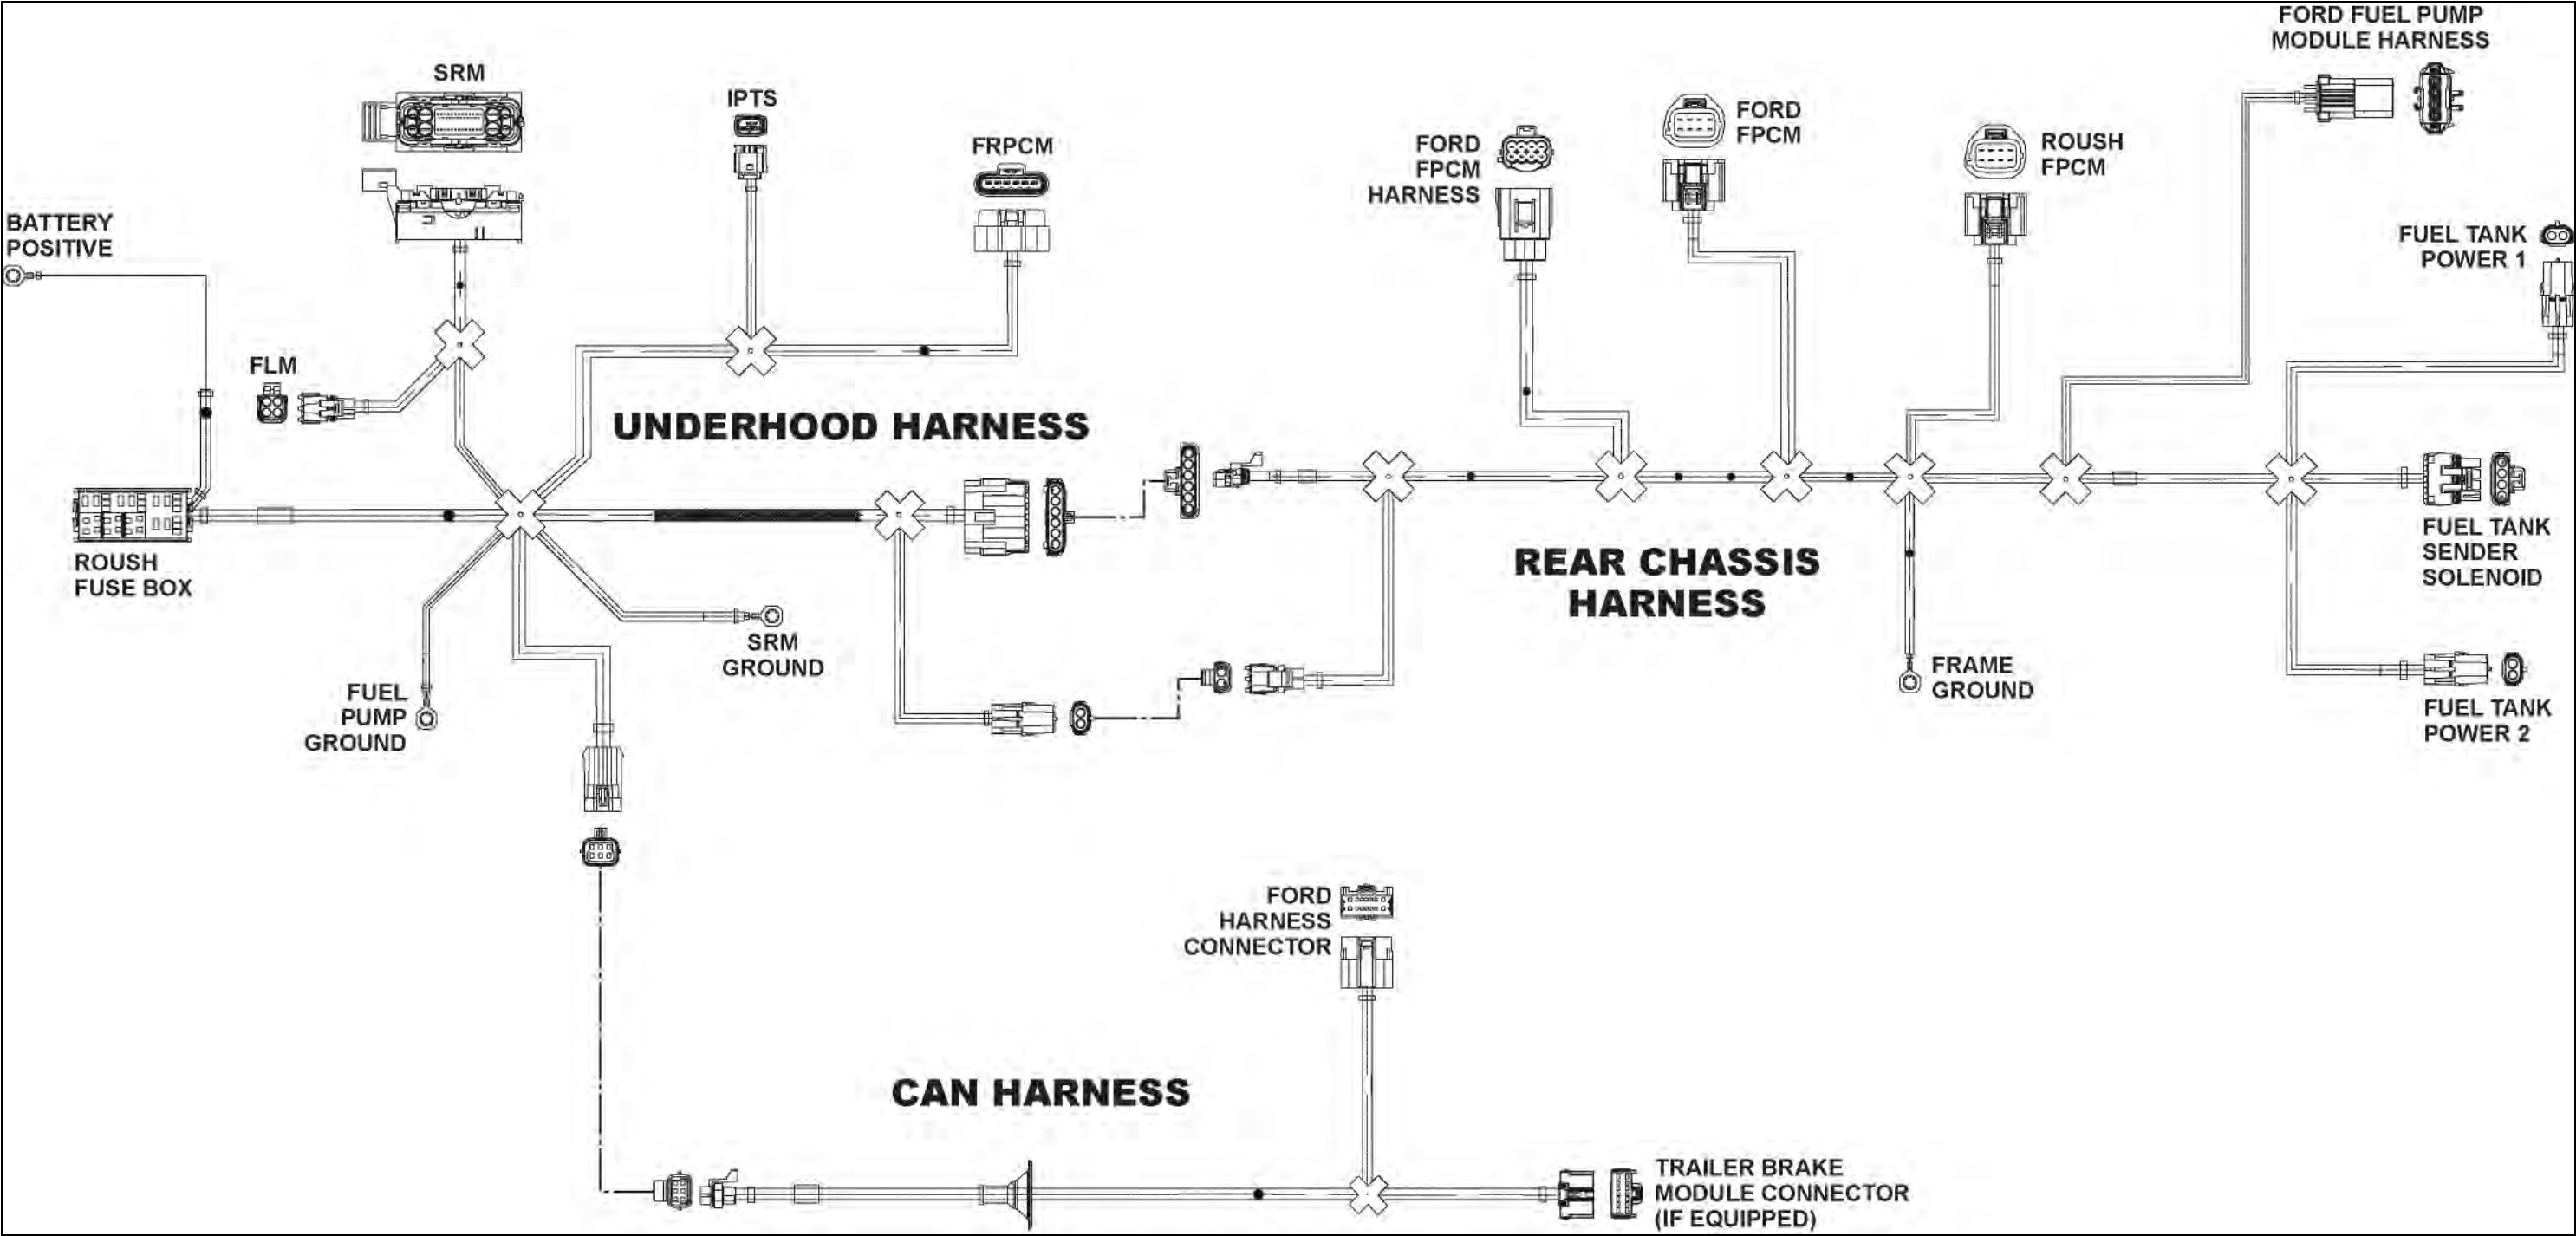 FORD FUEL PUMP
MODULE HARNESS
SRM
IPTS
FRPCM
FORD
FPCM
HARNESS
FORD
FPCM
ROUSH
FPCM
BATTERY
POSITIVE
FUEL TANK
POWER 1
FLM
UNDERHOOD HARNESS
ROUSH
FUSE BOX
REAR CHASSIS
HARNESS
FUEL TANK
SENDER
SOLENOID
SRM
GROUND
FUEL
PUMP
GROUND
FRAME
GROUND
FUEL TANK
POWER 2
FORD
HARNESS
CONNECTOR
CAN HARNESS
TRAILER BRAKE
MODULE CONNECTOR
(IF EQUIPPED)